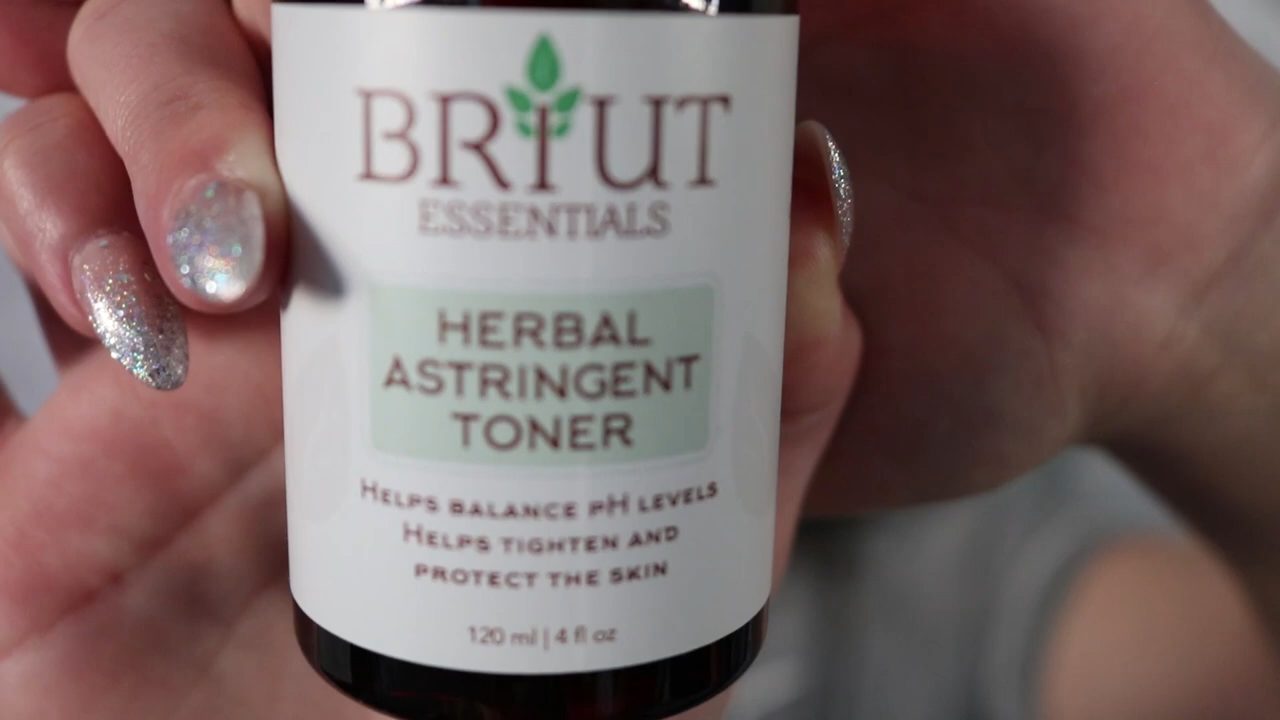 BRIUT
ESSENTIALS
HERBAL
ASTRINGENT
TONER
HELPS BALANCE pH LEVELS
HELPS TIGHTEN AND
PROTECT THE SKIN
120 ml | 4 fl oz